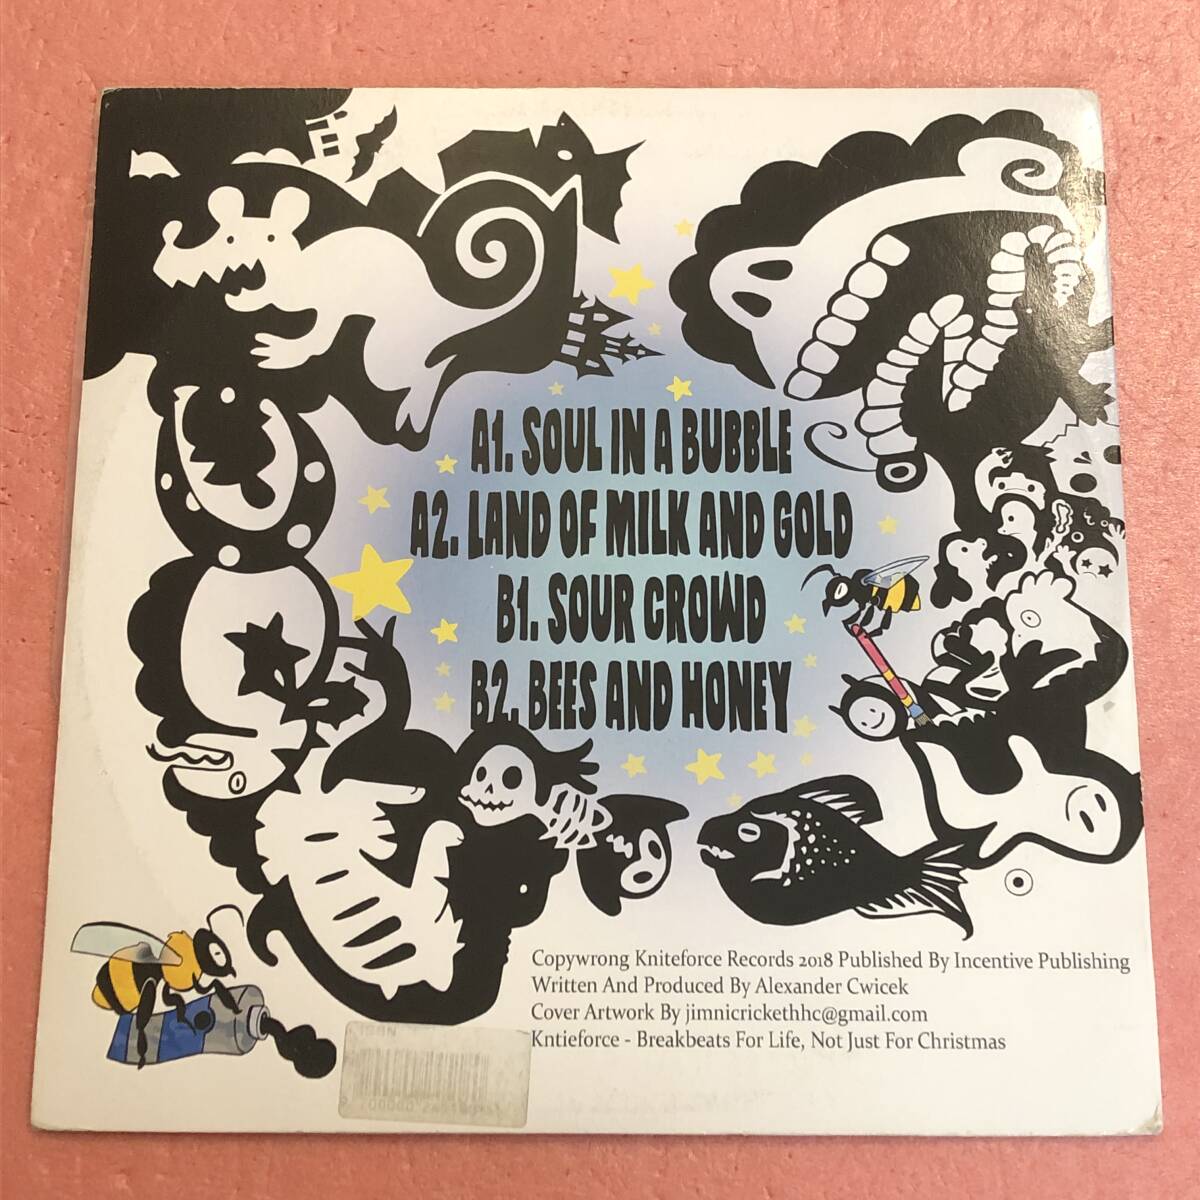 A1. SOUL IN A BUBBLE
A2. LAND OF MILK AND GOLD
B1. SOUR CROWD
B2. BEES AND HONEY
Copywrong Kniteforce Records 2018 Published By Incentive Publishing
Written And Produced By Alexander Cwicek
Cover Artwork By jimnicrickethhc@gmail.com
Kntieforce - Breakbeats For Life, Not Just For Christmas
ISBN